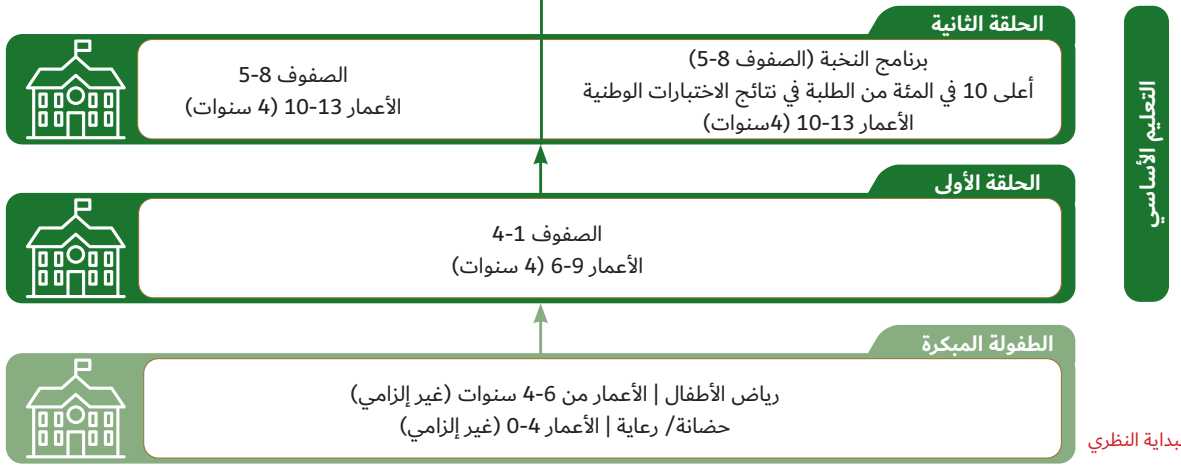 الحلقة الثانية
برنامج النخبة (الصفوف 8-5)
أعلى 10 في المئة من الطلبة في نتائج الاختبارات الوطنية
الأعمار 13-10 (4سنوات)
الصفوف 8-5
الأعمار 13-10 (4 سنوات)
التعليم الأساسي
الحلقة الأولى
الصفوف 1-4
الأعمار 9-6 (4 سنوات)
الطفولة المبكرة
رياض الأطفال | الأعمار من 6-4 سنوات (غير إلزامي)
حضانة/ رعاية | الأعمار 4-0 (غير إلزامي)
لبداية النظري